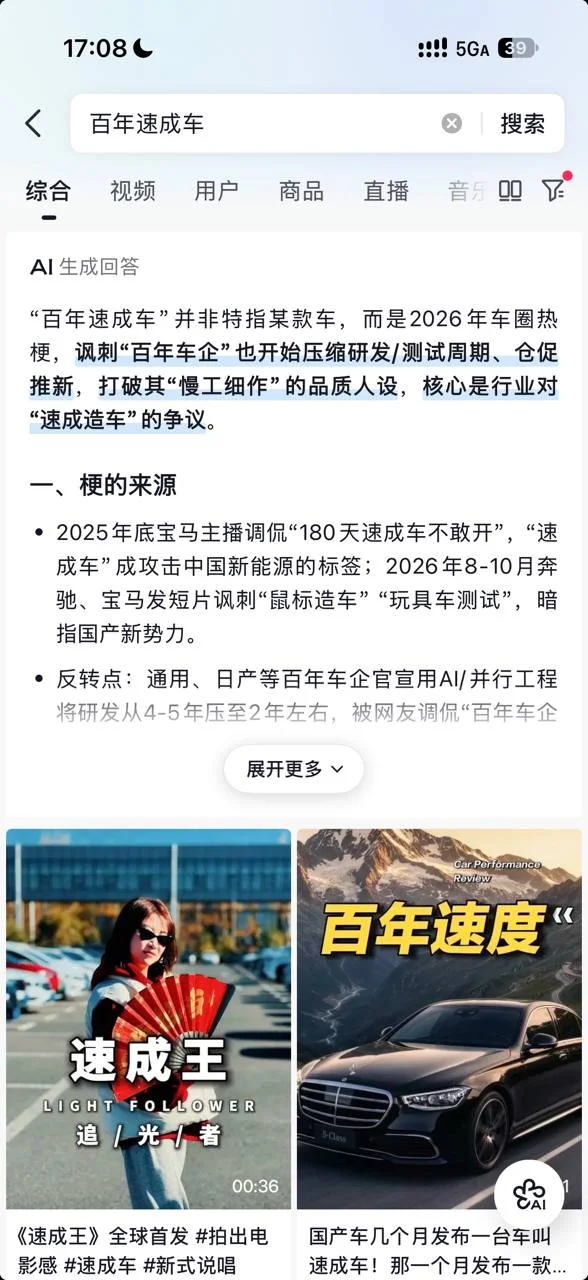 17:08
5GA
39
百年速成车
搜索
综合 视频 用户 商品 直播 音乐
AI 生成回答
“百年速成车”并非特指某款车，而是2026年车圈热
梗，讽刺“百年车企”也开始压缩研发/测试周期、仓促
推新，打破其“慢工细作”的品质人设，核心是行业对
“速成造车”的争议。
一、梗的来源
• 2025年底宝马主播调侃“180天速成车不敢开”，“速
成车”成攻击中国新能源的标签；2026年8-10月奔
驰、宝马发短片讽刺“鼠标造车”“玩具车测试”，暗
指国产新势力。
• 反转点：通用、日产等百年车企官宣用AI/并行工程
将研发从4-5年压至2年左右，被网友调侃“百年车企
展开更多
速成王
LIGHT FOLLOWER
追/光/者
00:36
《速成王》全球首发 #拍出电
影感 #速成车 #新式说唱
Car Performance
Review
百年速度
S-Class
AI
国产车几个月发布一台车叫
速成车！那一个月发布一款...